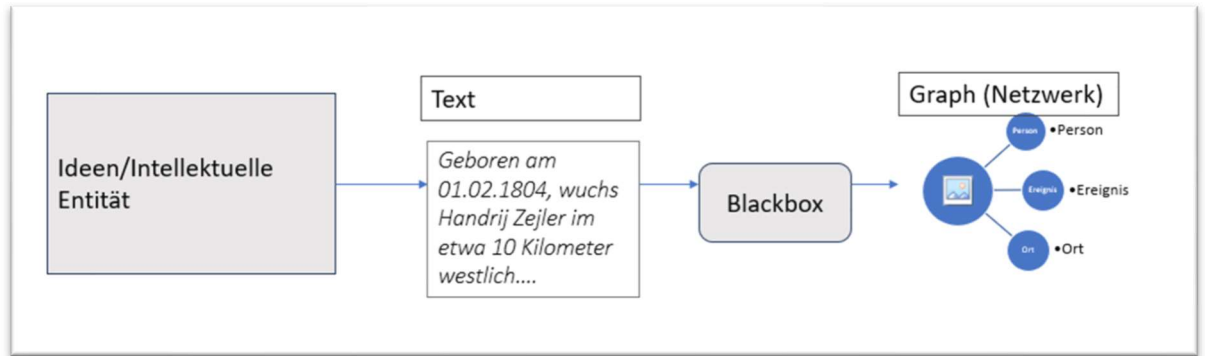 Ideen/Intellektuelle
Entität
Text
Geboren am
01.02.1804, wuchs
Handrij Zejler im
etwa 10 Kilometer
westlich....
Blackbox
Graph (Netzwerk)
Person
•Person
Ereignis
•Ereignis
Ort
•Ort